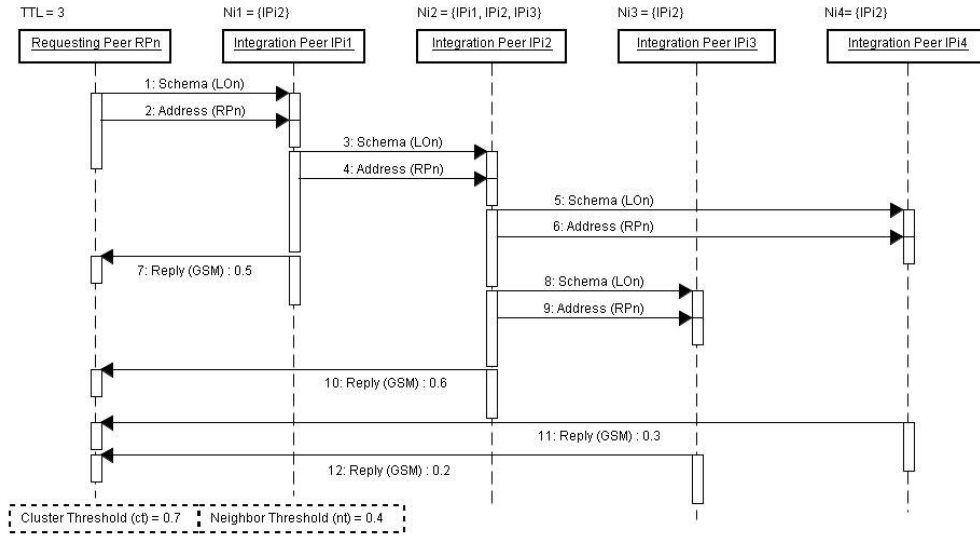 TTL = 3
Ni1 = {IPi2}
Ni2 = {IPi1, IPi2, IPi3}
Ni3 = {IPi2}
Ni4= {IPi2}
Requesting Peer RPn
Integration Peer IPi1
Integration Peer IPi2
Integration Peer IPi3
Integration Peer IPi4
1: Schema (LOn)
2: Address (RPn)
3: Schema (LOn)
4: Address (RPn)
5: Schema (LOn)
6: Address (RPn)
7: Reply (GSM) : 0.5
8: Schema (LOn)
9: Address (RPn)
10: Reply (GSM) : 0.6
11: Reply (GSM) : 0.3
12: Reply (GSM) : 0.2
Cluster Threshold (ct) = 0.7
Neighbor Threshold (nt) = 0.4